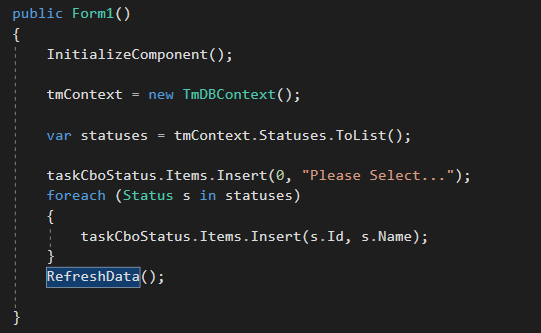 public Form1()
{
InitializeComponent();
tmContext = new TmDBContext();
var statuses = tmContext.Statuses.ToList();
taskCboStatus.Items.Insert(0, "Please Select...");
foreach (Status s in statuses)
{
taskCboStatus.Items.Insert(s.Id, s.Name);
}
RefreshData();
}